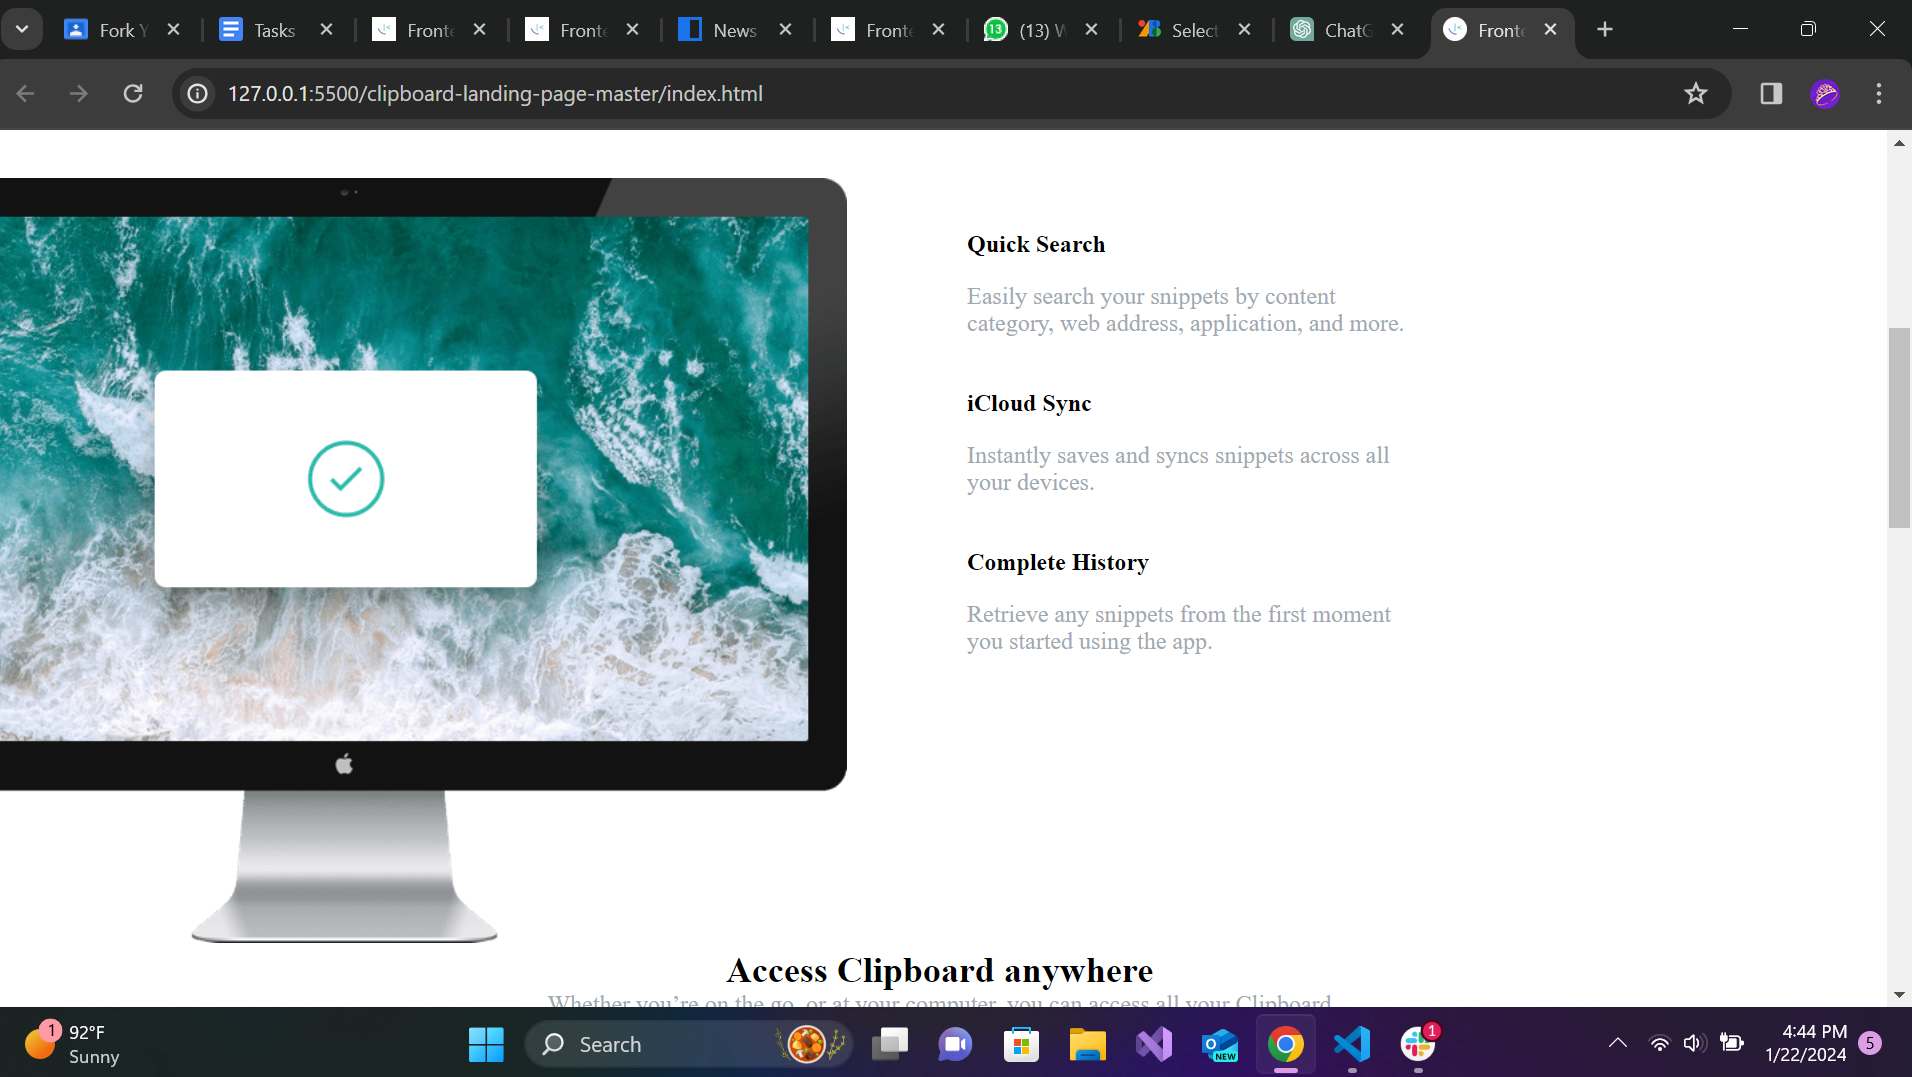 Fork Y
Tasks
Fronte
Fronte
News
Fronte
13
(13) W
Select
ChatG
Fronte
127.0.0.1:5500/clipboard-landing-page-master/index.html
Quick Search
Easily search your snippets by content
category, web address, application, and more.
iCloud Sync
Instantly saves and syncs snippets across all
your devices.
Complete History
Retrieve any snippets from the first moment
you started using the app.
Access Clipboard anywhere
Whether you’re on the go, or at your computer, you can access all your Clipboard
1
92°F
Sunny
Search
NEW
1
4:44 PM
1/22/2024
5